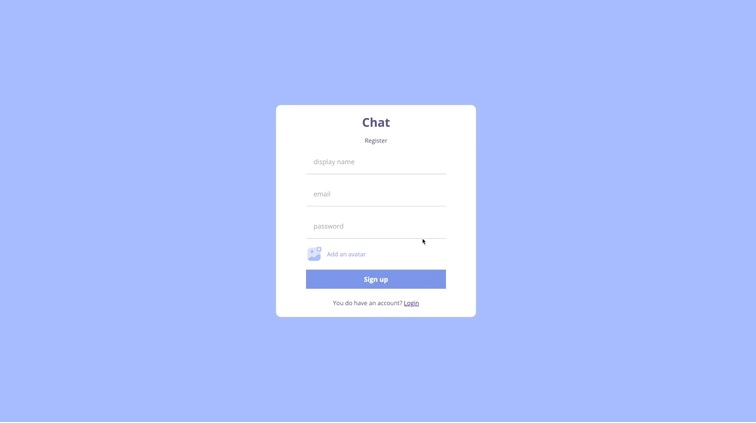 Chat
Register
display name
email
password
Add an avatar
Sign up
You do have an account? Login